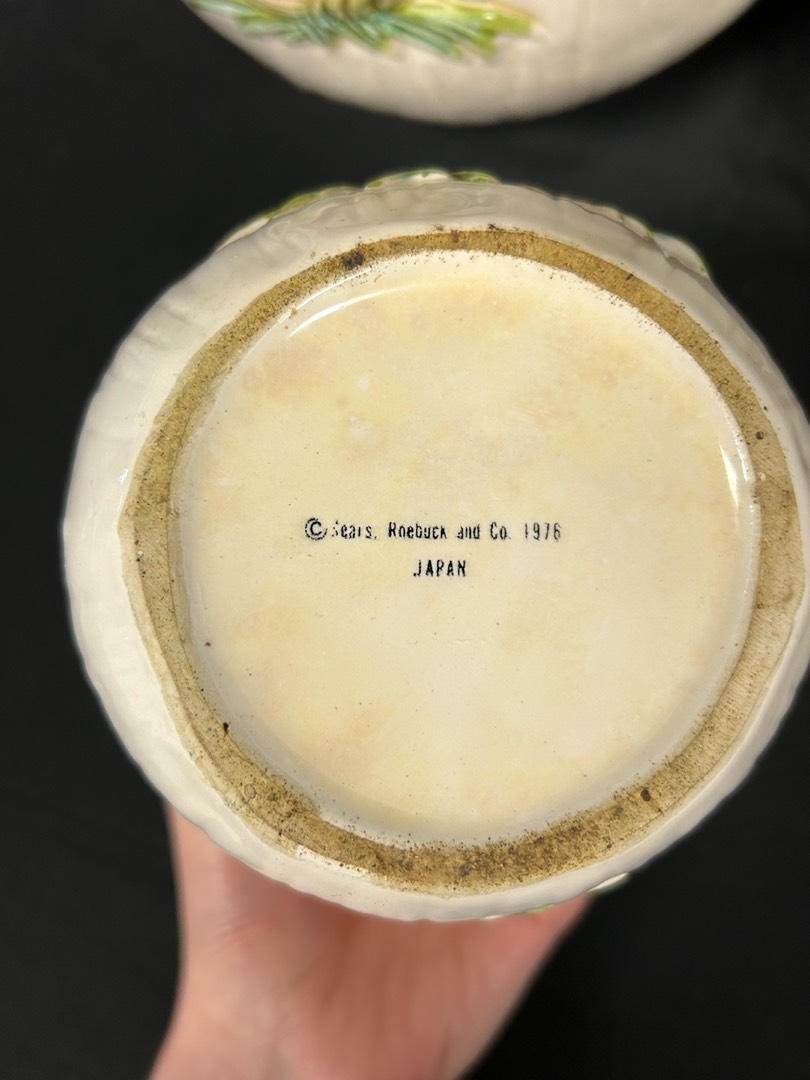 © Sears, Roebuck and Co. 1976
JAPAN